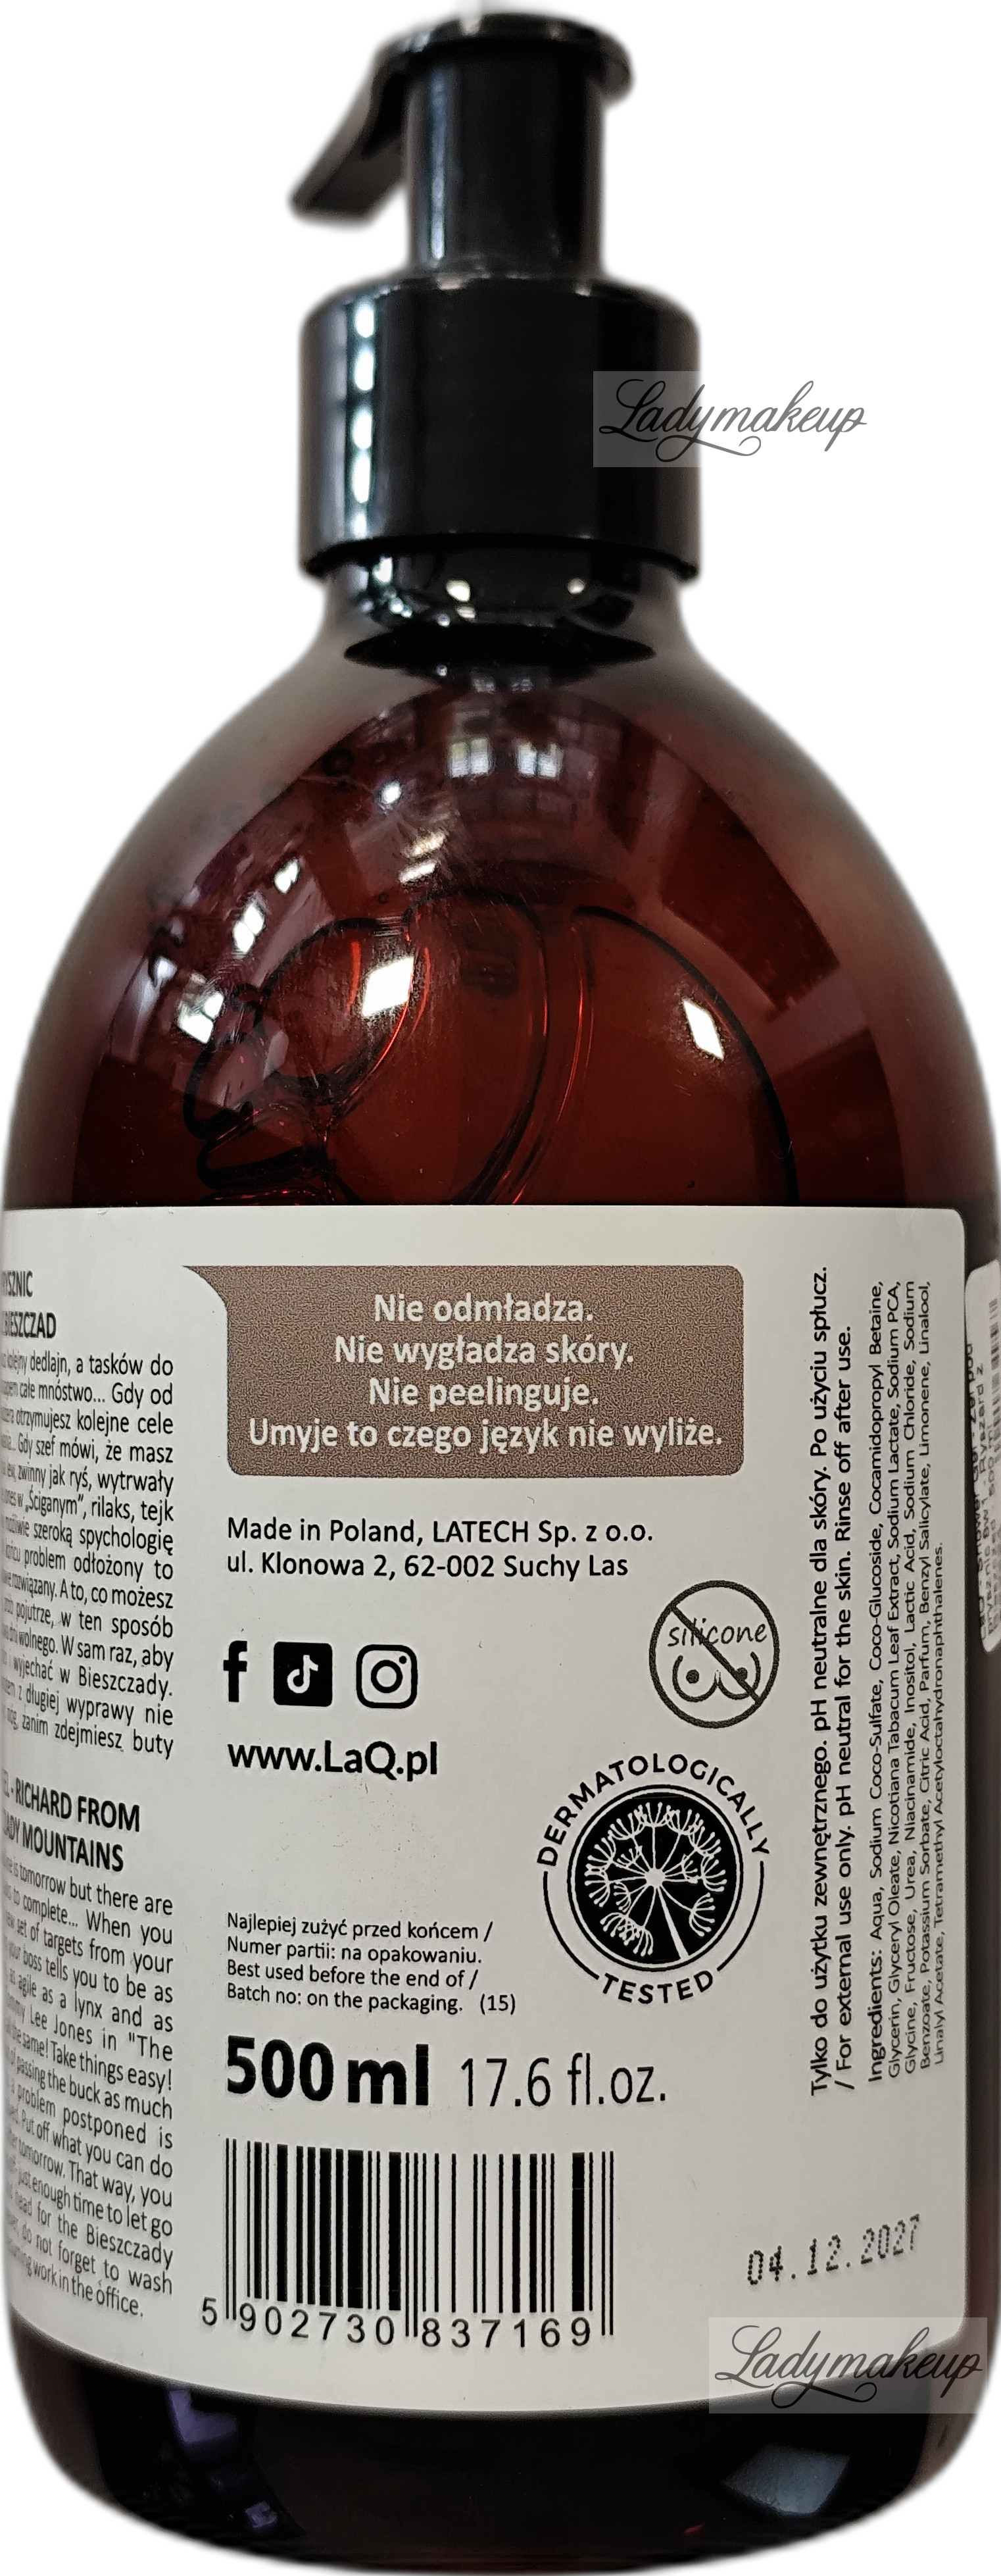 Ladymakeup
BIESZCZAD
dedlajn, a tasków do
całe mnóstwo... Gdy od
otrzymujesz kolejne cele
Gdy szef mówi, że masz
zwinny jak ryś, wytrwały
w „Ściganym", rilaks, tejk
szeroką spychologię
problem odłożony to
rozwiązany. A to, co możesz
pojutrze, w ten sposób
wolnego. W sam raz, aby
wyjechać w Bieszczady.
z długiej wyprawy nie
zanim zdejmiesz buty
RICHARD FROM
MOUNTAINS
is tomorrow but there are
to complete... When you
set of targets from your
your boss tells you to be as
agile as a lynx and as
Lee Jones in "The
same! Take things easy!
passing the buck as much
problem postponed is
Put off what you can do
tomorrow. That way, you
just enough time to let go
head for the Bieszczady
do not forget to wash
work in the office.
Nie odmładza.
Nie wygładza skóry.
Nie peelinguje.
Umyje to czego język nie wyliże.
Made in Poland, LATECH Sp. z o.o.
ul. Klonowa 2, 62-002 Suchy Las
silicone
www.LaQ.pl
DERMATOLOGICALLY
TESTED
Najlepiej zużyć przed końcem /
Numer partii: na opakowaniu.
Best used before the end of /
Batch no: on the packaging. (15)
500 ml 17.6 fl.oz.
5 902730 837169
Tylko do użytku zewnętrznego. pH neutralne dla skóry. Po użyciu spłucz.
/ For external use only. pH neutral for the skin. Rinse off after use.
Ingredients: Aqua, Sodium Coco-Sulfate, Coco-Glucoside, Cocamidopropyl Betaine,
Glycerin, Glyceryl Oleate, Nicotiana Tabacum Leaf Extract, Sodium Lactate, Sodium PCA,
Glycine, Fructose, Urea, Niacinamide, Inositol, Lactic Acid, Sodium Chloride, Sodium
Benzoate, Potassium Sorbate, Citric Acid, Parfum, Benzyl Salicylate, Limonene, Linalool,
Linalyl Acetate, Tetramethyl Acetyloctahydronaphthalenes.
04.12.2027
Ladymakeup